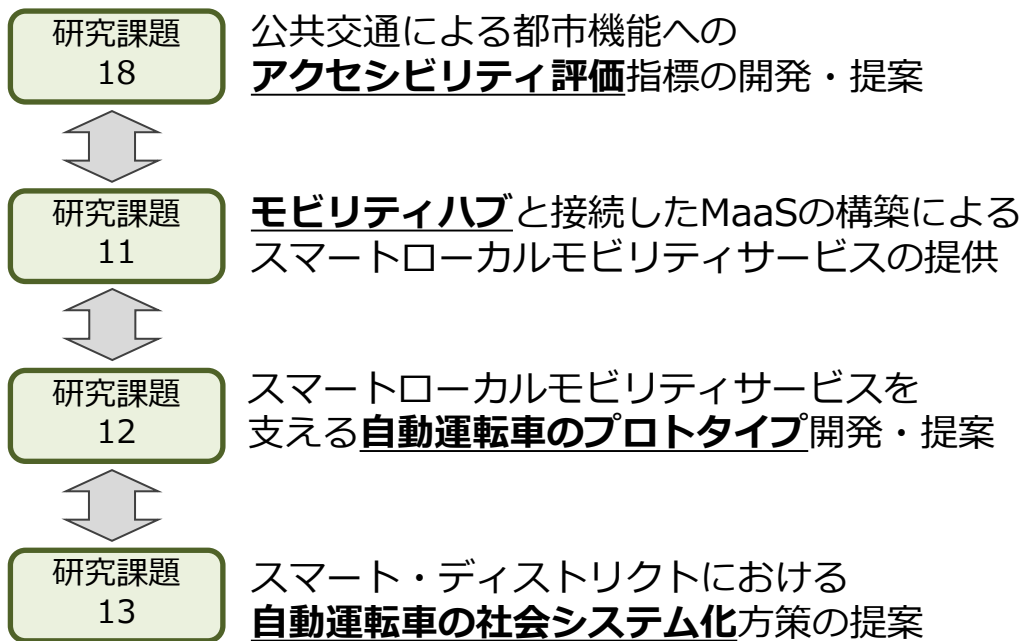 研究課題
18
公共交通による都市機能への
アクセシビリティ評価指標の開発・提案
研究課題
11
モビリティハブと接続したMaaSの構築による
スマートローカルモビリティサービスの提供
研究課題
12
スマートローカルモビリティサービスを
支える自動運転車のプロトタイプ開発・提案
研究課題
13
スマート・ディストリクトにおける
自動運転車の社会システム化方策の提案